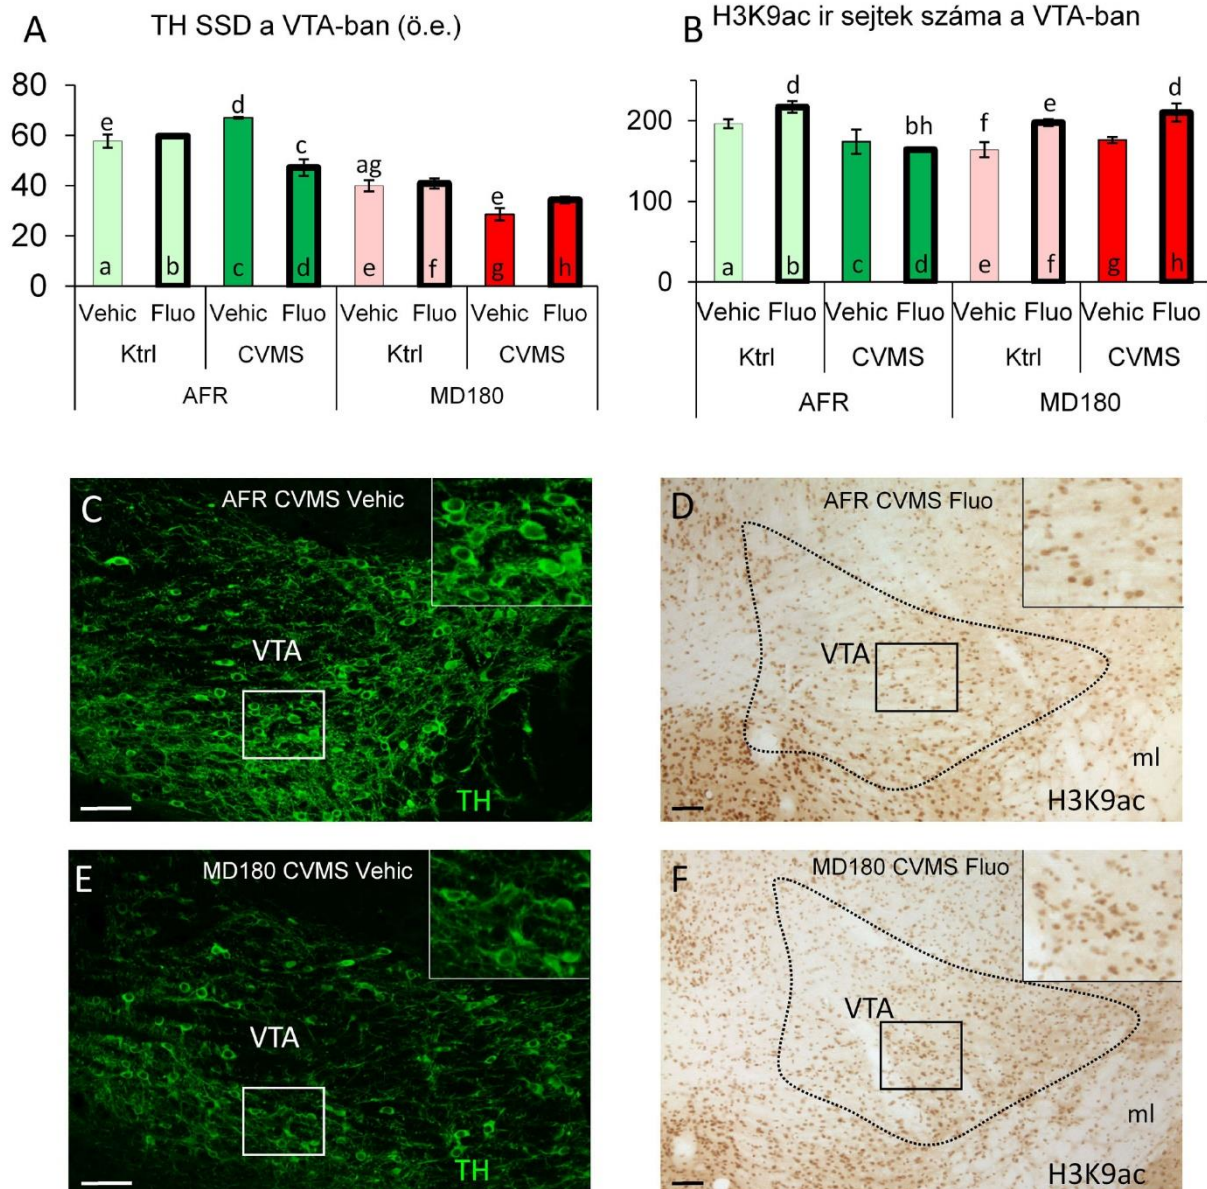 A
TH SSD a VTA-ban (ö.e.)
80
60
40
20
0
e
d
c
ag
e
a
b
c
d
e
f
g
h
Vehic Fluo Vehic Fluo Vehic Fluo Vehic Fluo
Ktrl CVMS Ktrl CVMS
AFR MD180
B
H3K9ac ir sejtek száma a VTA-ban
200
100
0
d
bh
f
e
d
a
b
c
d
e
f
g
h
Vehic Fluo Vehic Fluo Vehic Fluo Vehic Fluo
Ktrl CVMS Ktrl CVMS
AFR MD180
C
AFR CVMS Vehic
VTA
TH
D
AFR CVMS Fluo
VTA
ml
H3K9ac
E
MD180 CVMS Vehic
VTA
TH
F
MD180 CVMS Fluo
VTA
ml
H3K9ac